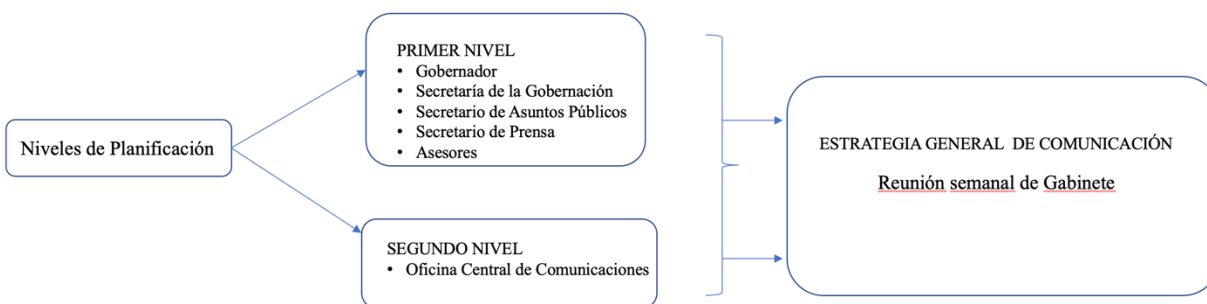 Niveles de Planificación
PRIMER NIVEL
• Gobernador
• Secretaría de la Gobernación
• Secretario de Asuntos Públicos
• Secretario de Prensa
• Asesores
SEGUNDO NIVEL
• Oficina Central de Comunicaciones
ESTRATEGIA GENERAL DE COMUNICACIÓN
Reunión semanal de Gabinete